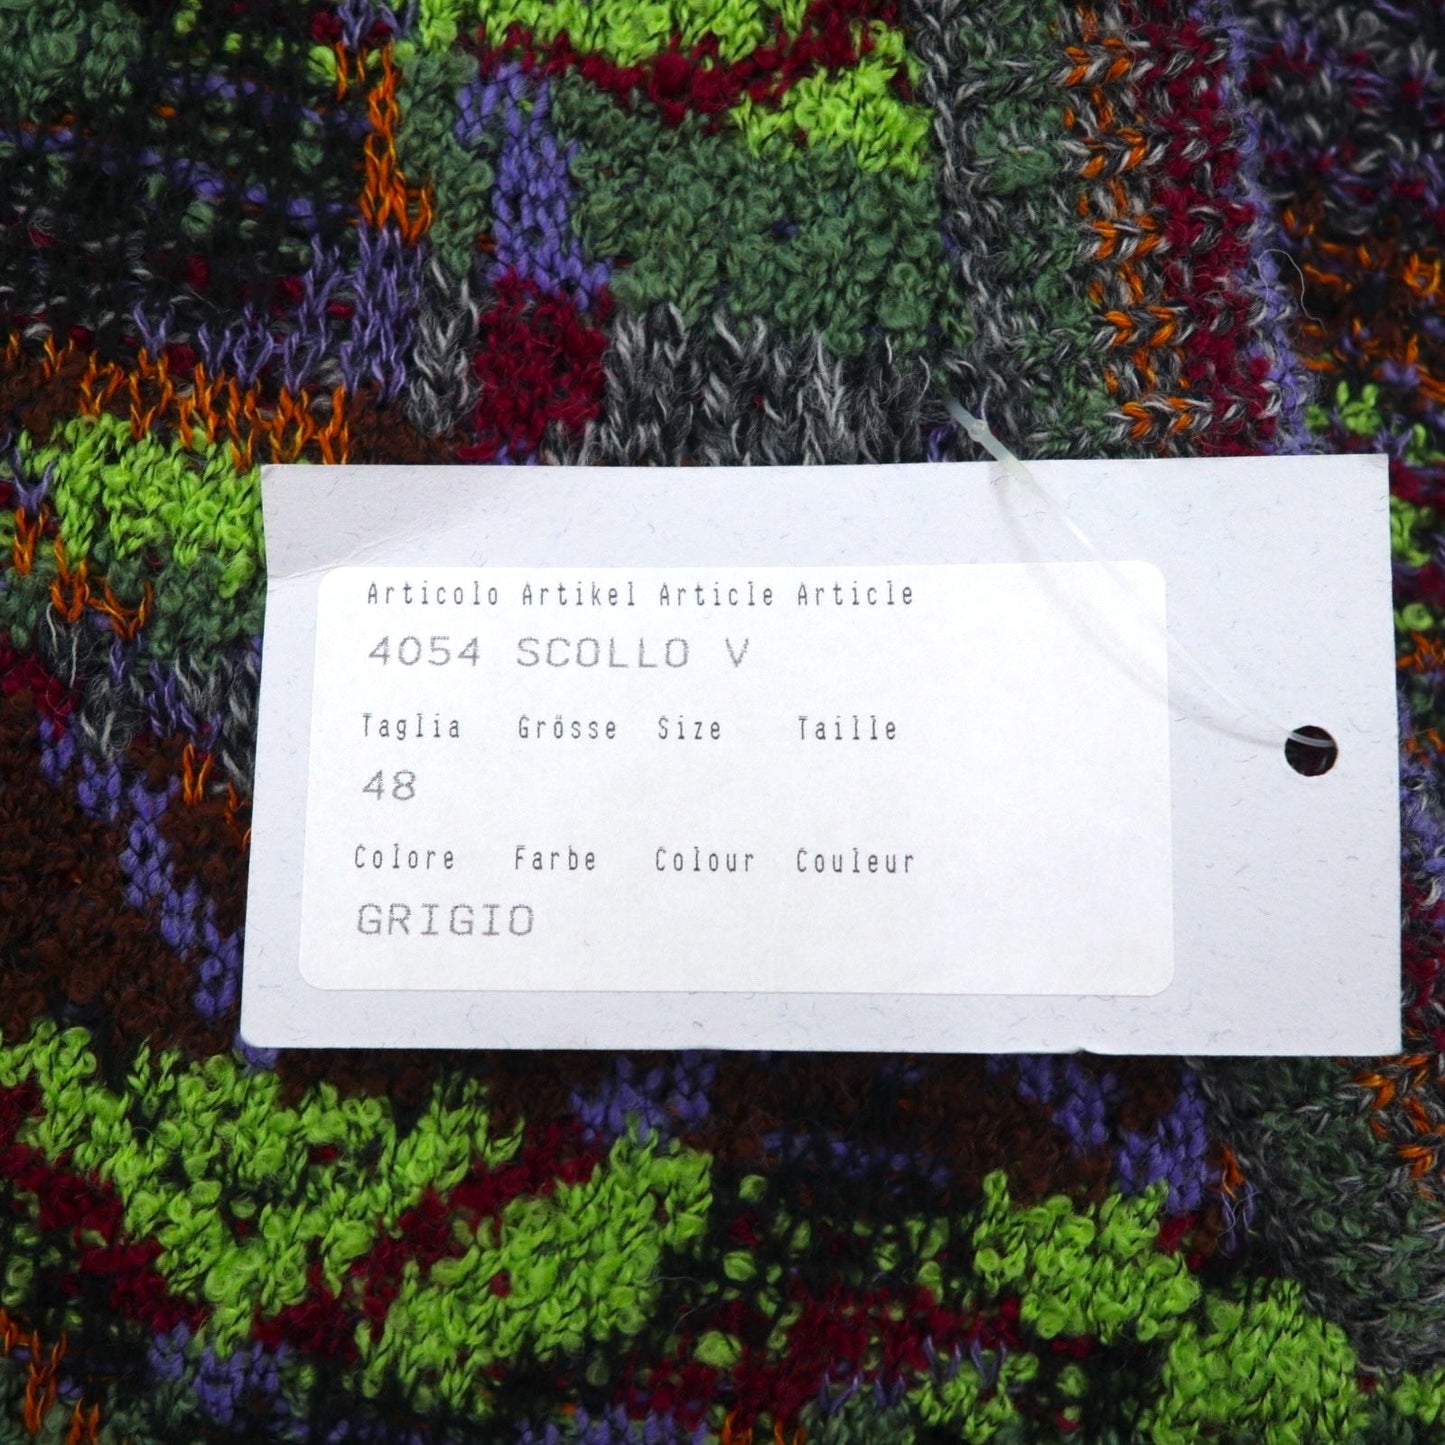 Articolo Artikel Article Article
4054 SCOLLO V
Taglia Grösse Size Taille
48
Colore Farbe Colour Couleur
GRIGIO